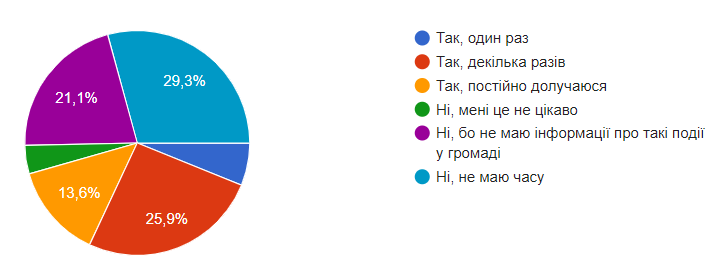 29,3%
21,1%
13,6%
25,9%
Так, один раз
Так, декілька разів
Так, постійно долучаюся
Ні, мені це не цікаво
Ні, бо не маю інформації про такі події
у громаді
Ні, не маю часу